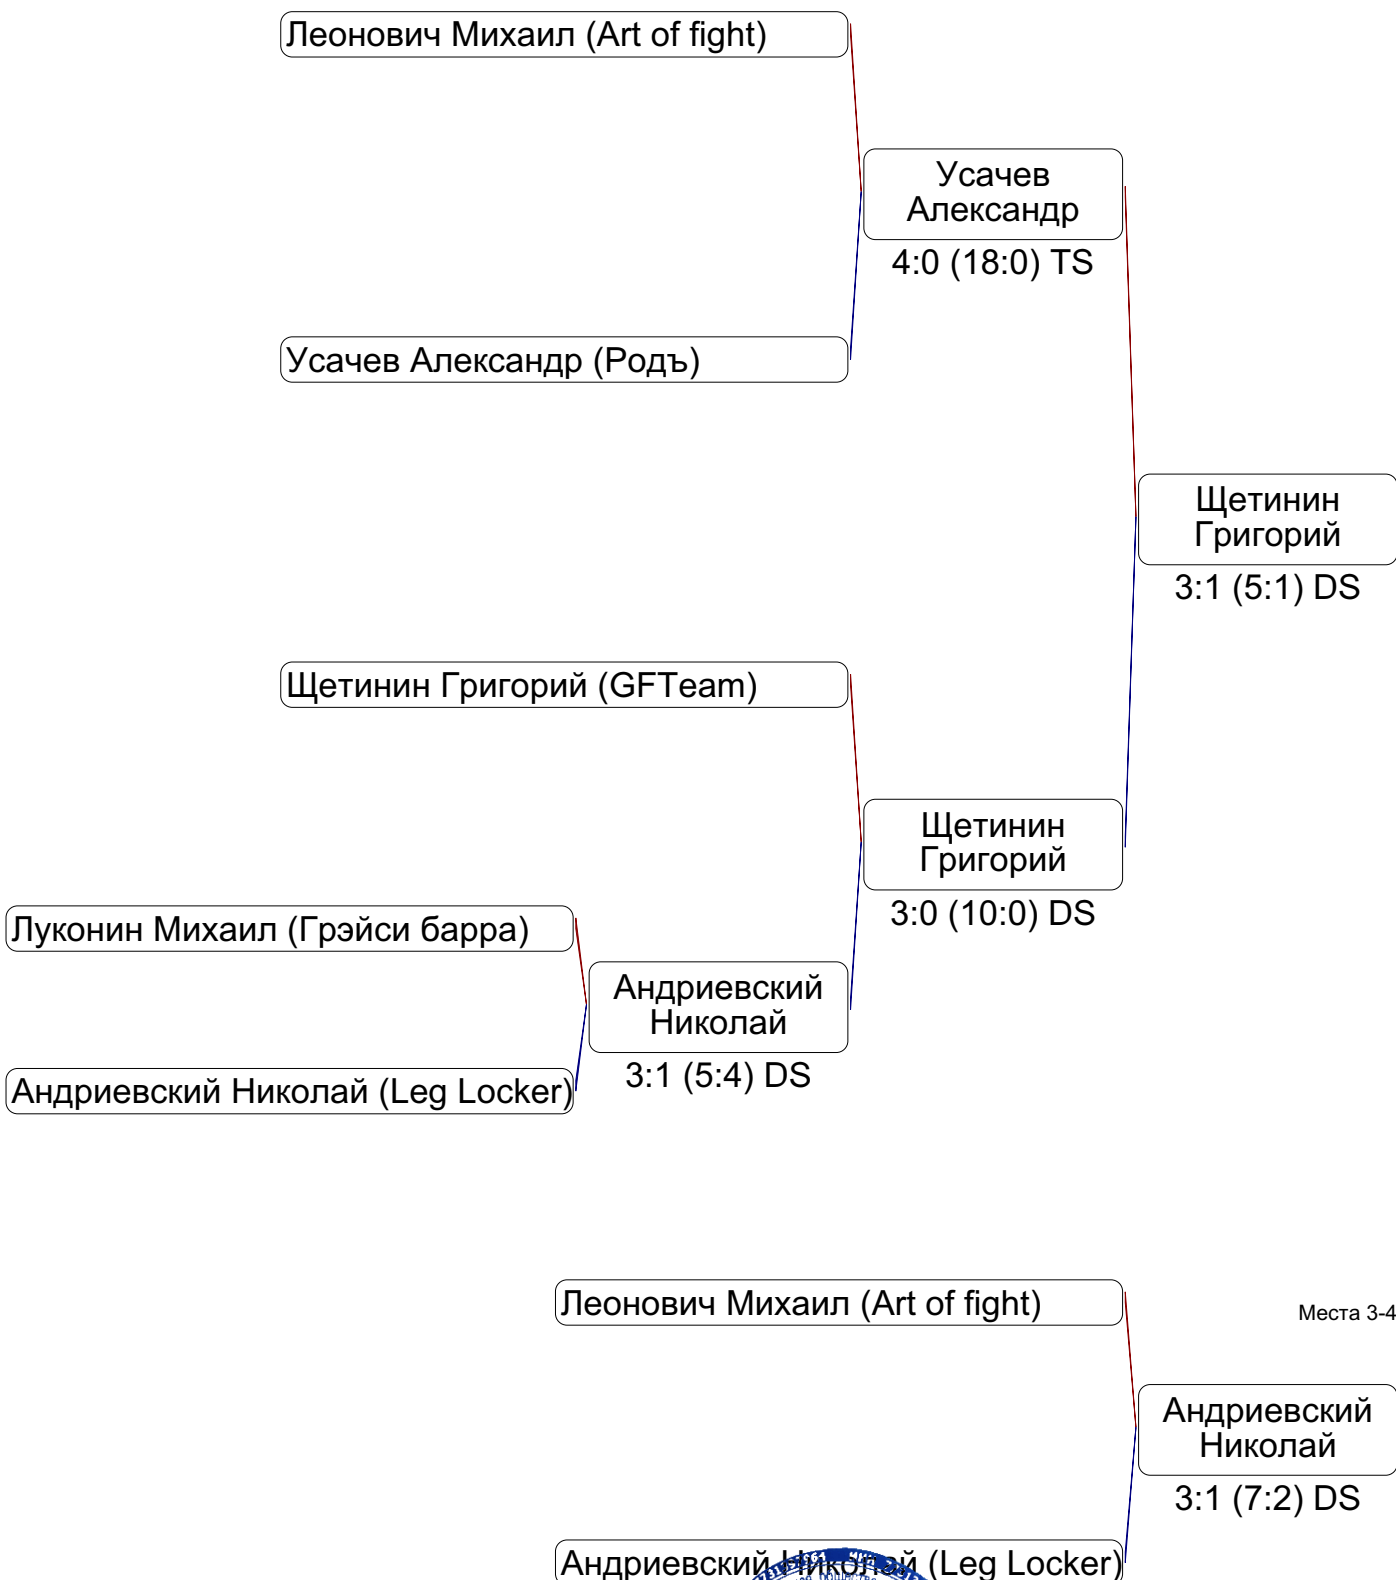 Леонович Михаил (Art of fight)
Усачев
Александр
4:0 (18:0) TS
Усачев Александр (Родъ)
Щетинин
Григорий
3:1 (5:1) DS
Щетинин Григорий (GFTeam)
Щетинин
Григорий
3:0 (10:0) DS
Луконин Михаил (Грэйси барра)
Андриевский
Николай
3:1 (5:4) DS
Андриевский Николай (Leg Locker)
Леонович Михаил (Art of fight)
Места 3-4
Андриевский
Николай
3:1 (7:2) DS
Андриевский Николай (Leg Locker)